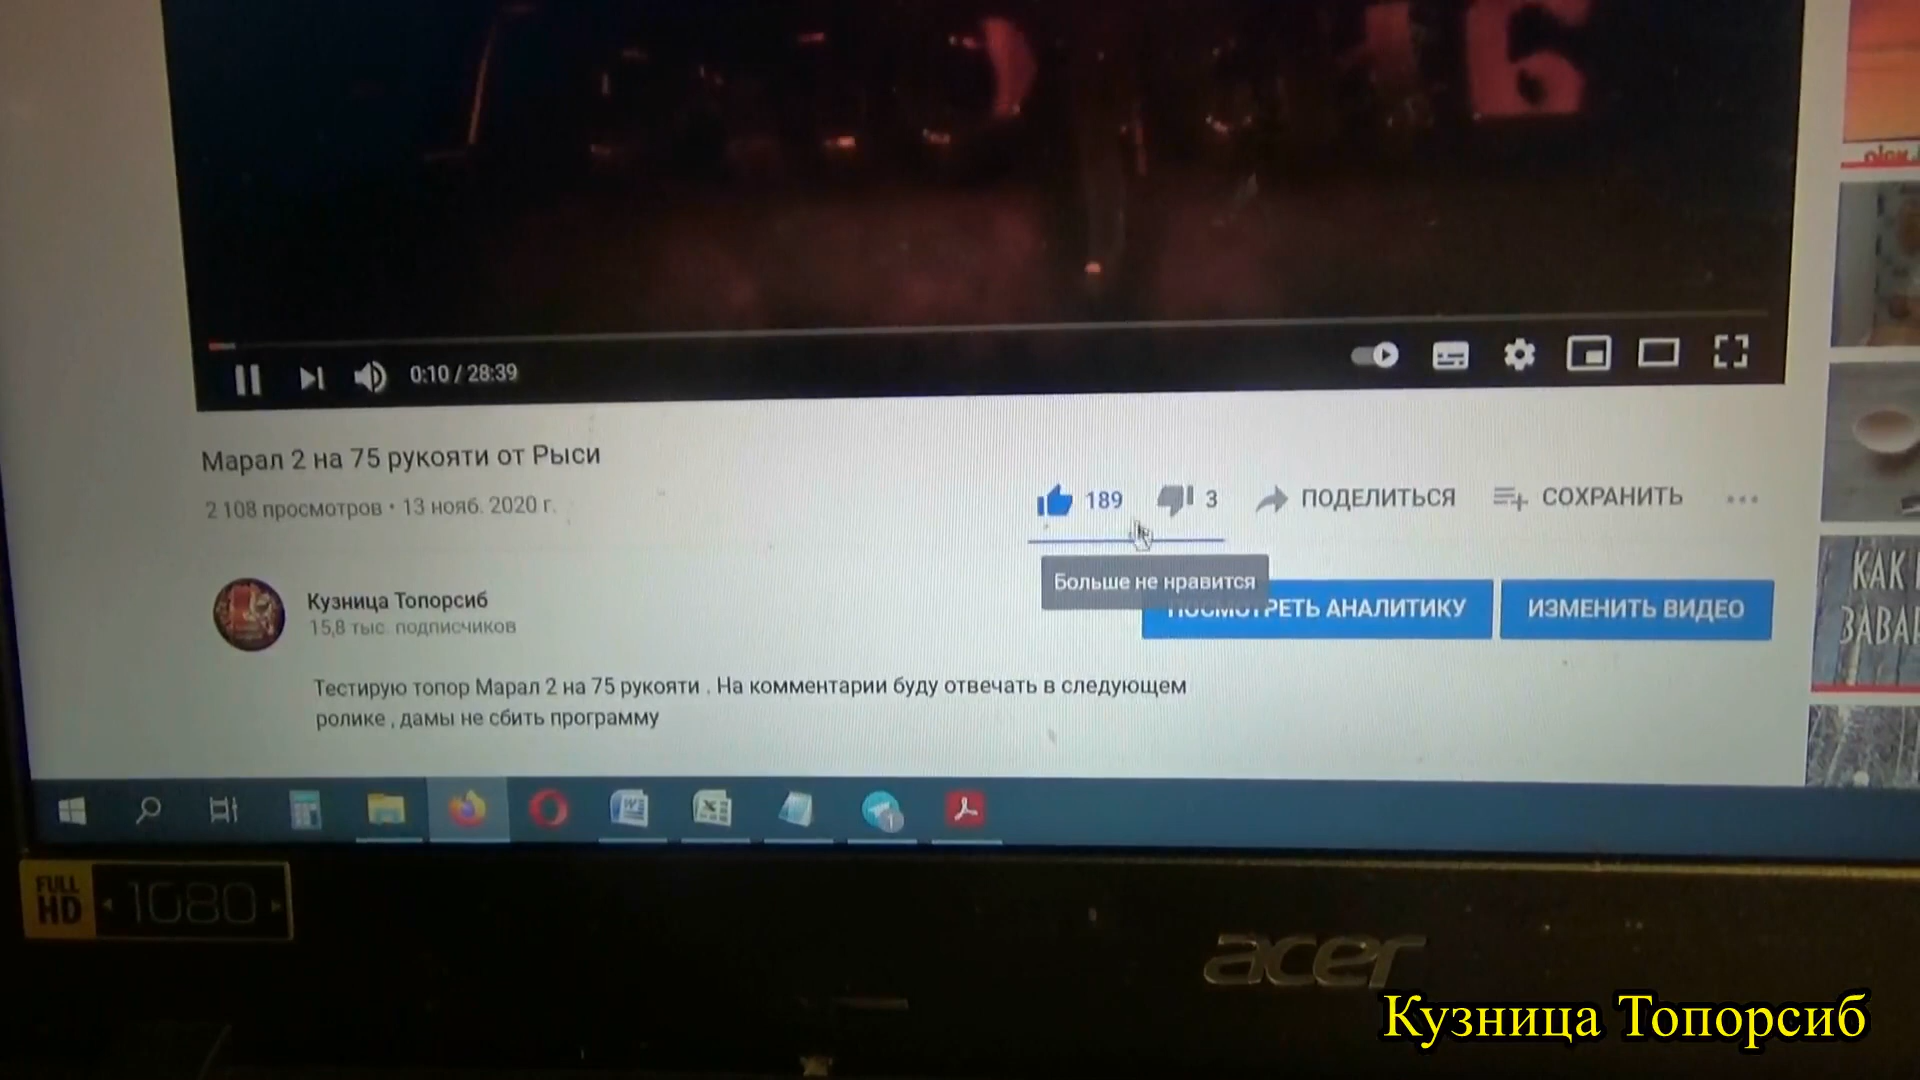 0:10 / 28:39
Марал 2 на 75 рукояти от Рыси
2 108 просмотров • 13 нояб. 2020 г.
189
3
ПОДЕЛИТЬСЯ
СОХРАНИТЬ
Больше не нравится
Кузница Топорсиб
15,8 тыс. подписчиков
ПОСМОТРЕТЬ АНАЛИТИКУ
ИЗМЕНИТЬ ВИДЕО
КАК
ЗАВА
Тестирую топор Марал 2 на 75 рукояти . На комментарии буду отвечать в следующем
ролике , дамы не сбить программу
FULL
HD
1080
acer
Кузница Топорсиб